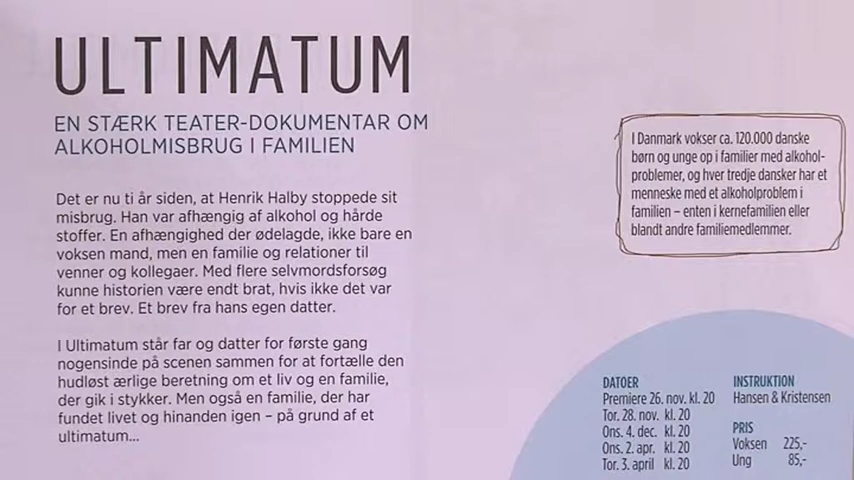 ULTIMATUM
EN STÆRK TEATER-DOKUMENTAR OM
ALKOHOLMISBRUG I FAMILIEN
Det er nu ti år siden, at Henrik Halby stoppede sit
misbrug. Han var afhængig af alkohol og hårde
stoffer. En afhængighed der ødelagde, ikke bare en
voksen mand, men en familie og relationer til
venner og kollegaer. Med flere selvmordsforsøg
kunne historien være endt brat, hvis ikke det var
for et brev. Et brev fra hans egen datter.
I Ultimatum står far og datter for første gang
nogensinde på scenen sammen for at fortælle den
hudløst ærlige beretning om et liv og en familie,
der gik i stykker. Men også en familie, der har
fundet livet og hinanden igen – på grund af et
ultimatum...
I Danmark vokser ca. 120.000 danske
børn og unge op i familier med alkohol-
problemer, og hver tredje dansker har et
menneske med et alkoholproblem i
familien – enten i kernefamilien eller
blandt andre familiemedlemmer.
DATOER
Premiere 26. nov. kl. 20
Tor. 28. nov. kl. 20
Ons. 4. dec. kl. 20
Ons. 2. apr. kl. 20
Tor. 3. april kl. 20
INSTRUKTION
Hansen & Kristensen
PRIS
Voksen 225,-
Ung 85,-